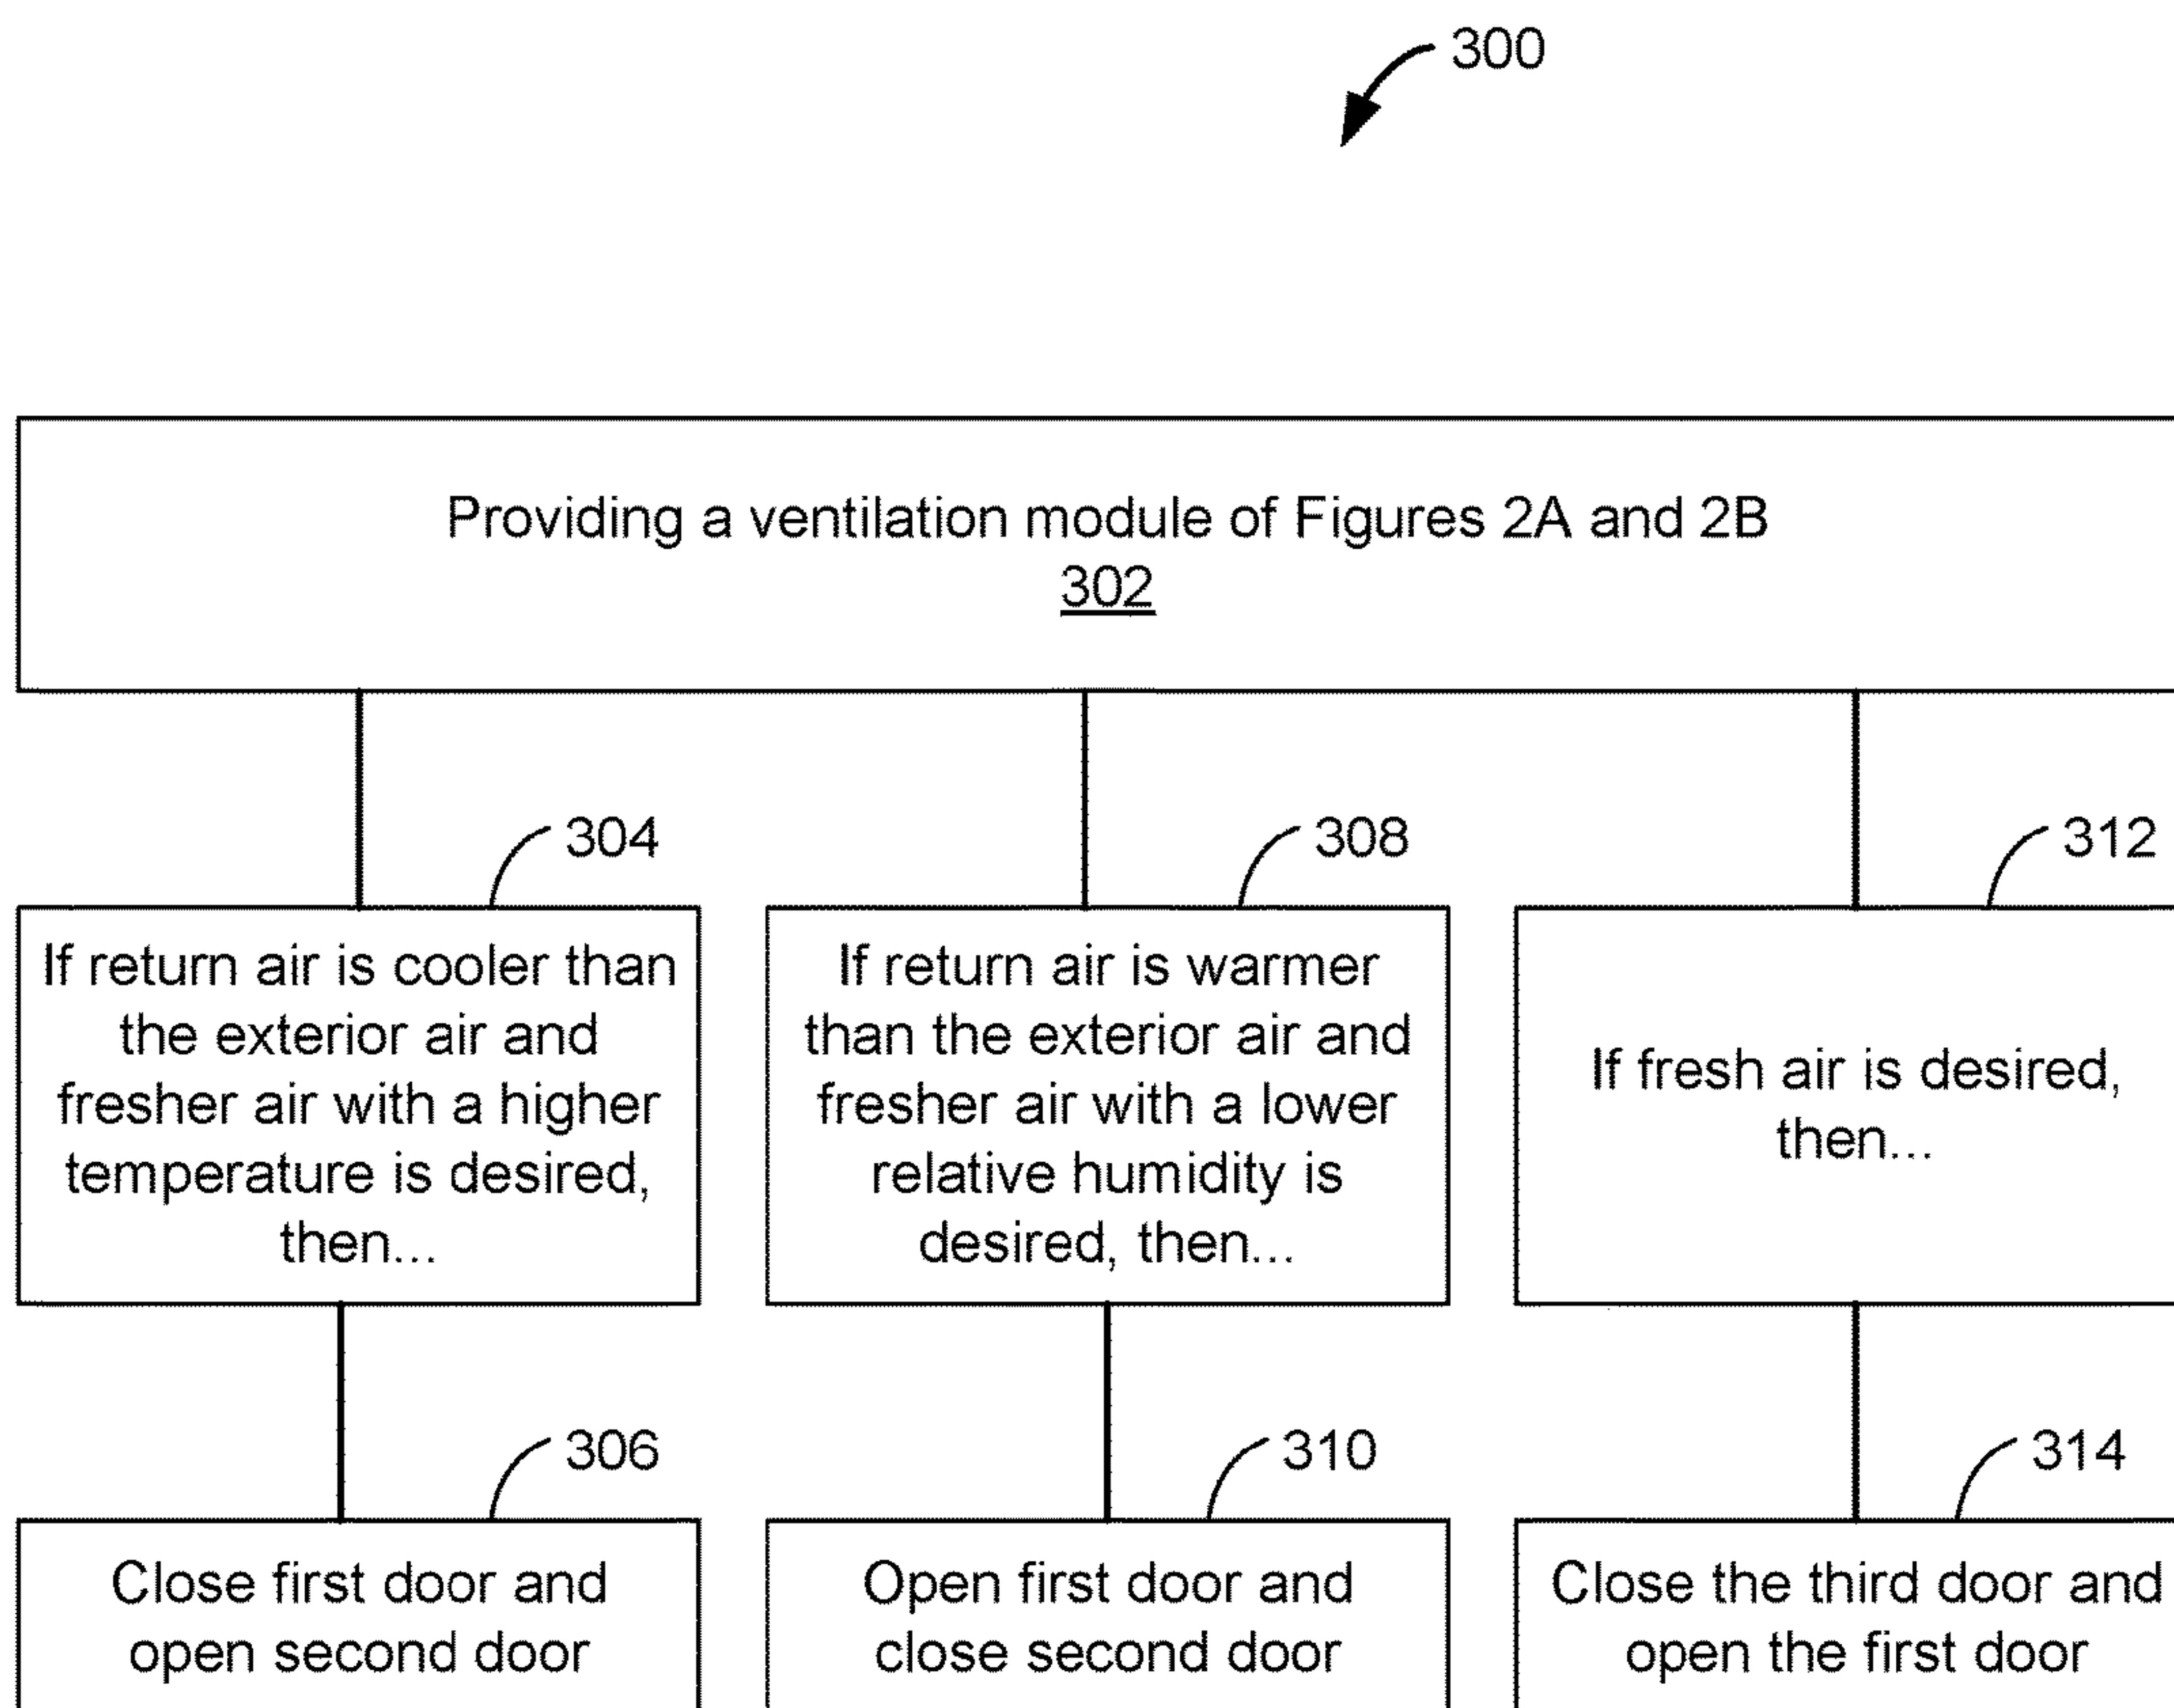 300
Providing a ventilation module of Figures 2A and 2B
302
304
If return air is cooler than
the exterior air and
fresher air with a higher
temperature is desired,
then...
308
If return air is warmer
than the exterior air and
fresher air with a lower
relative humidity is
desired, then...
312
If fresh air is desired,
then...
306
Close first door and
open second door
310
Open first door and
close second door
314
Close the third door and
open the first door